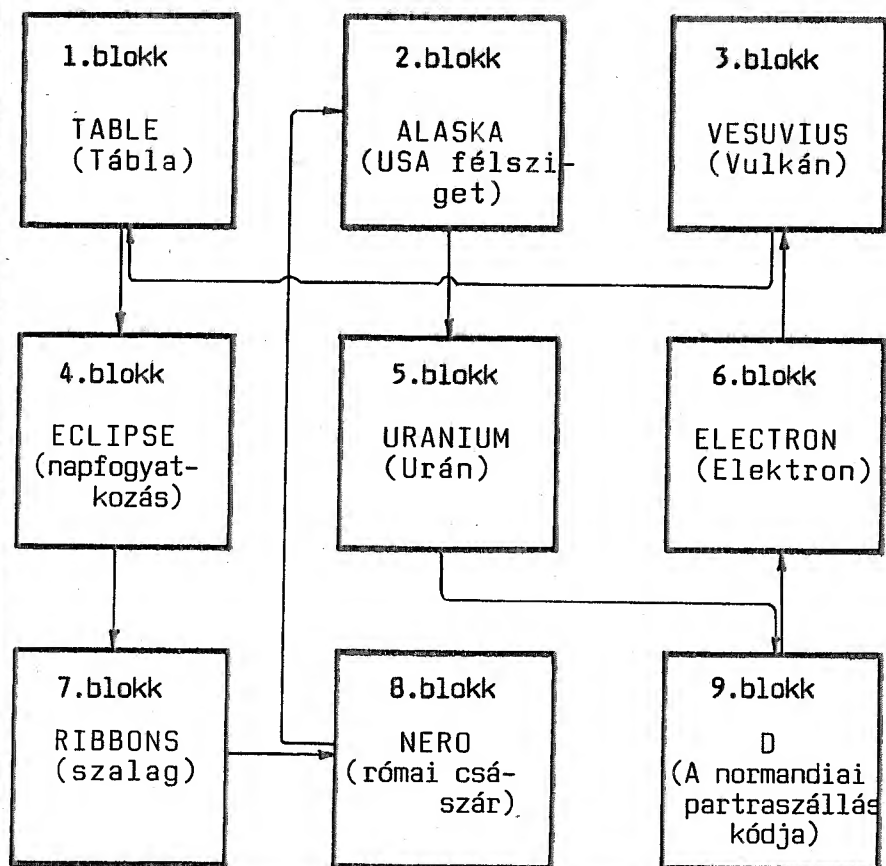 1.blokk
TABLE
(Tábla)
2.blokk
ALASKA
(USA félszi-
get)
3.blokk
VESUVIUS
(Vulkán)
4.blokk
ECLIPSE
(napfogyat-
kozás)
5.blokk
URANIUM
(Urán)
6.blokk
ELECTRON
(Elektron)
7.blokk
RIBBONS
(szalag)
8.blokk
NERO
(római csá-
szár)
9.blokk
D
(A normandiai
partraszállás
kódja)